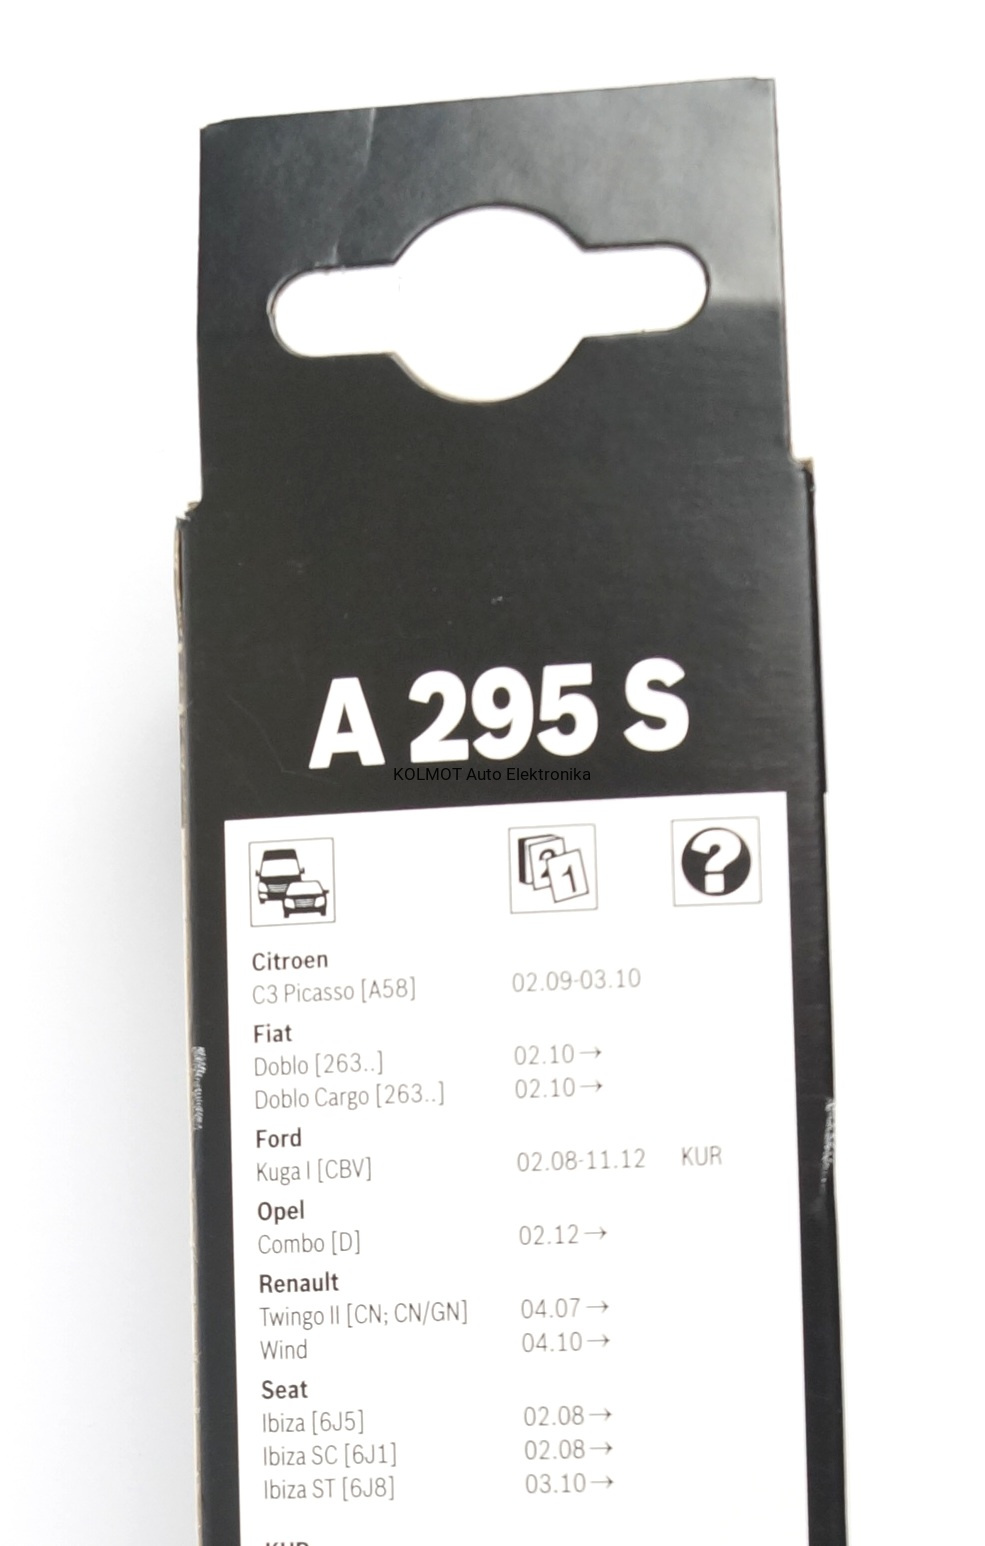 A 295 S
KOLMOT Auto Elektronika
2 1 ?
Citroen
C3 Picasso [A58] 02.09-03.10
Fiat
Doblo [263..] 02.10→
Doblo Cargo [263..] 02.10→
Ford
Kuga I [CBV] 02.08-11.12 KUR
Opel
Combo [D] 02.12→
Renault
Twingo II [CN; CN/GN] 04.07→
Wind 04.10→
Seat
Ibiza [6J5] 02.08→
Ibiza SC [6J1] 02.08→
Ibiza ST [6J8] 03.10→
KUR